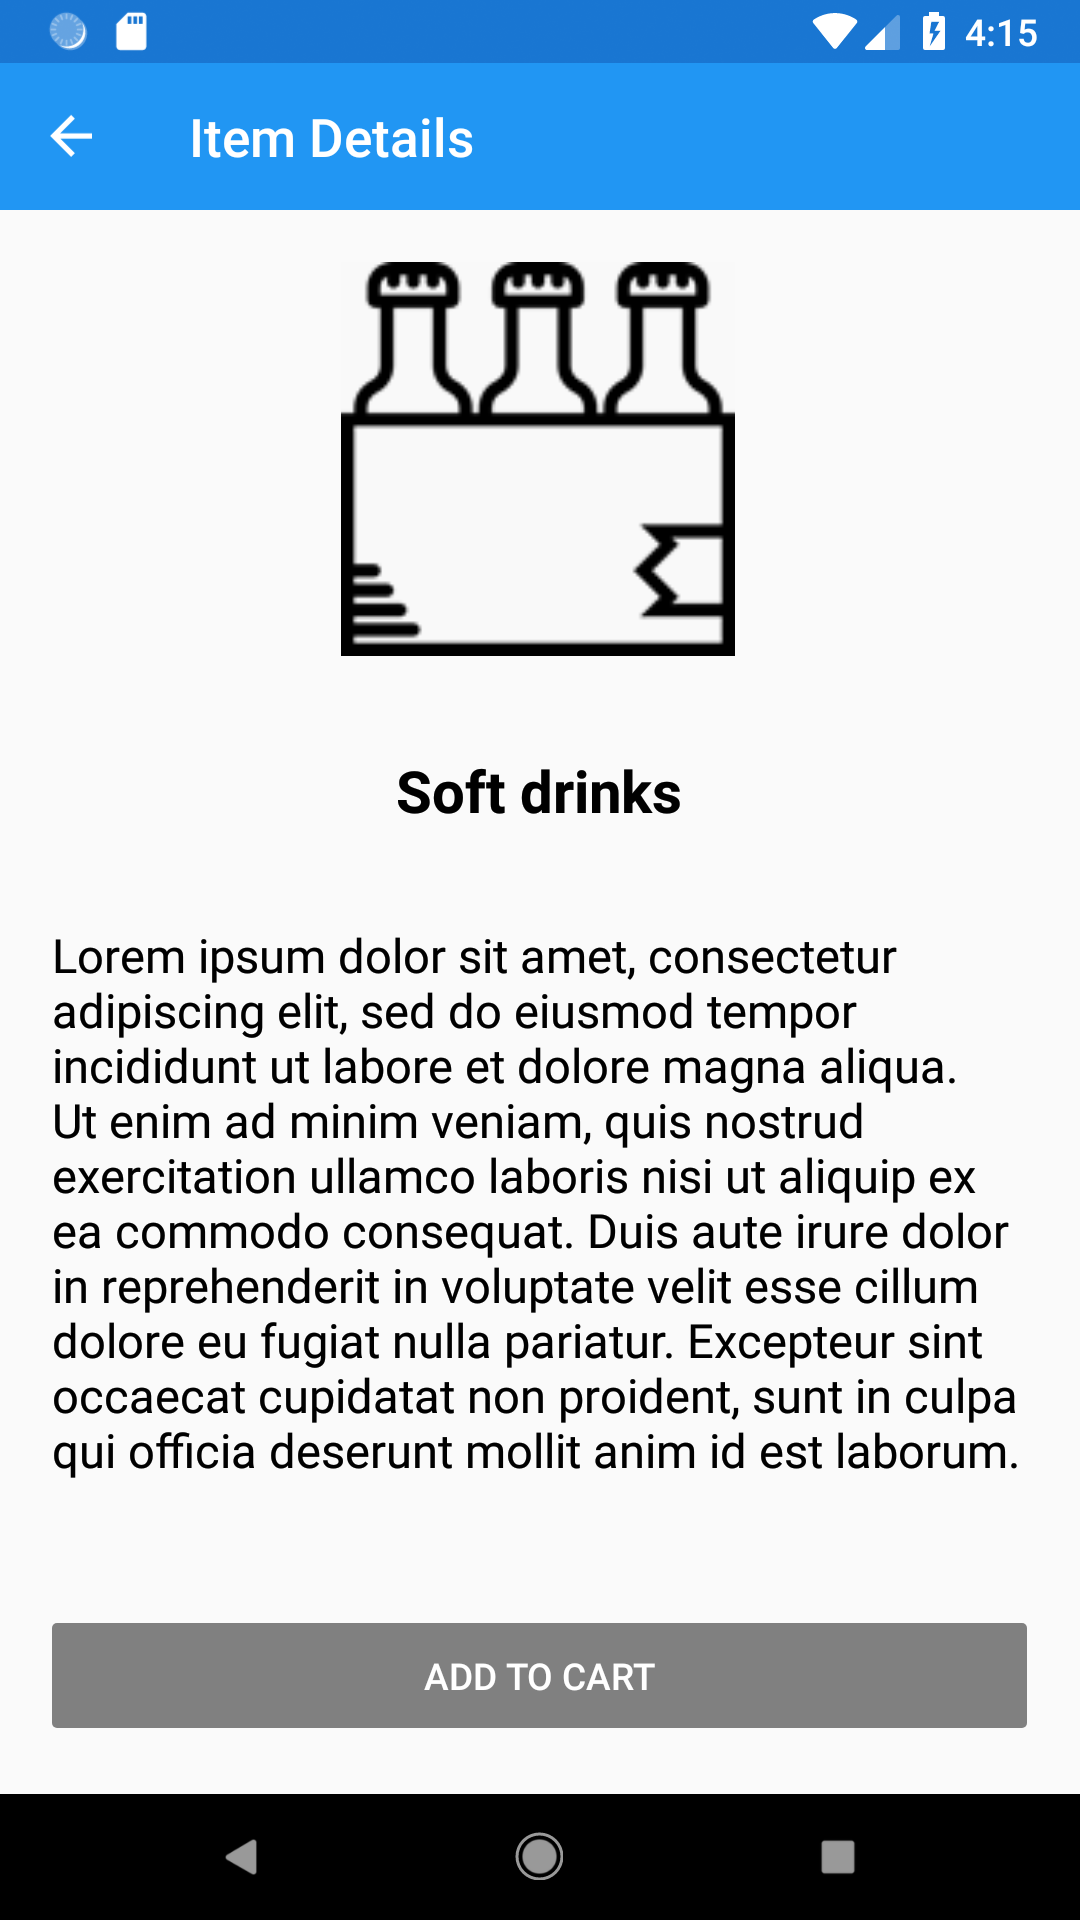 4:15
Item Details
Soft drinks
Lorem ipsum dolor sit amet, consectetur
adipiscing elit, sed do eiusmod tempor
incididunt ut labore et dolore magna aliqua.
Ut enim ad minim veniam, quis nostrud
exercitation ullamco laboris nisi ut aliquip ex
ea commodo consequat. Duis aute irure dolor
in reprehenderit in voluptate velit esse cillum
dolore eu fugiat nulla pariatur. Excepteur sint
occaecat cupidatat non proident, sunt in culpa
qui officia deserunt mollit anim id est laborum.
ADD TO CART